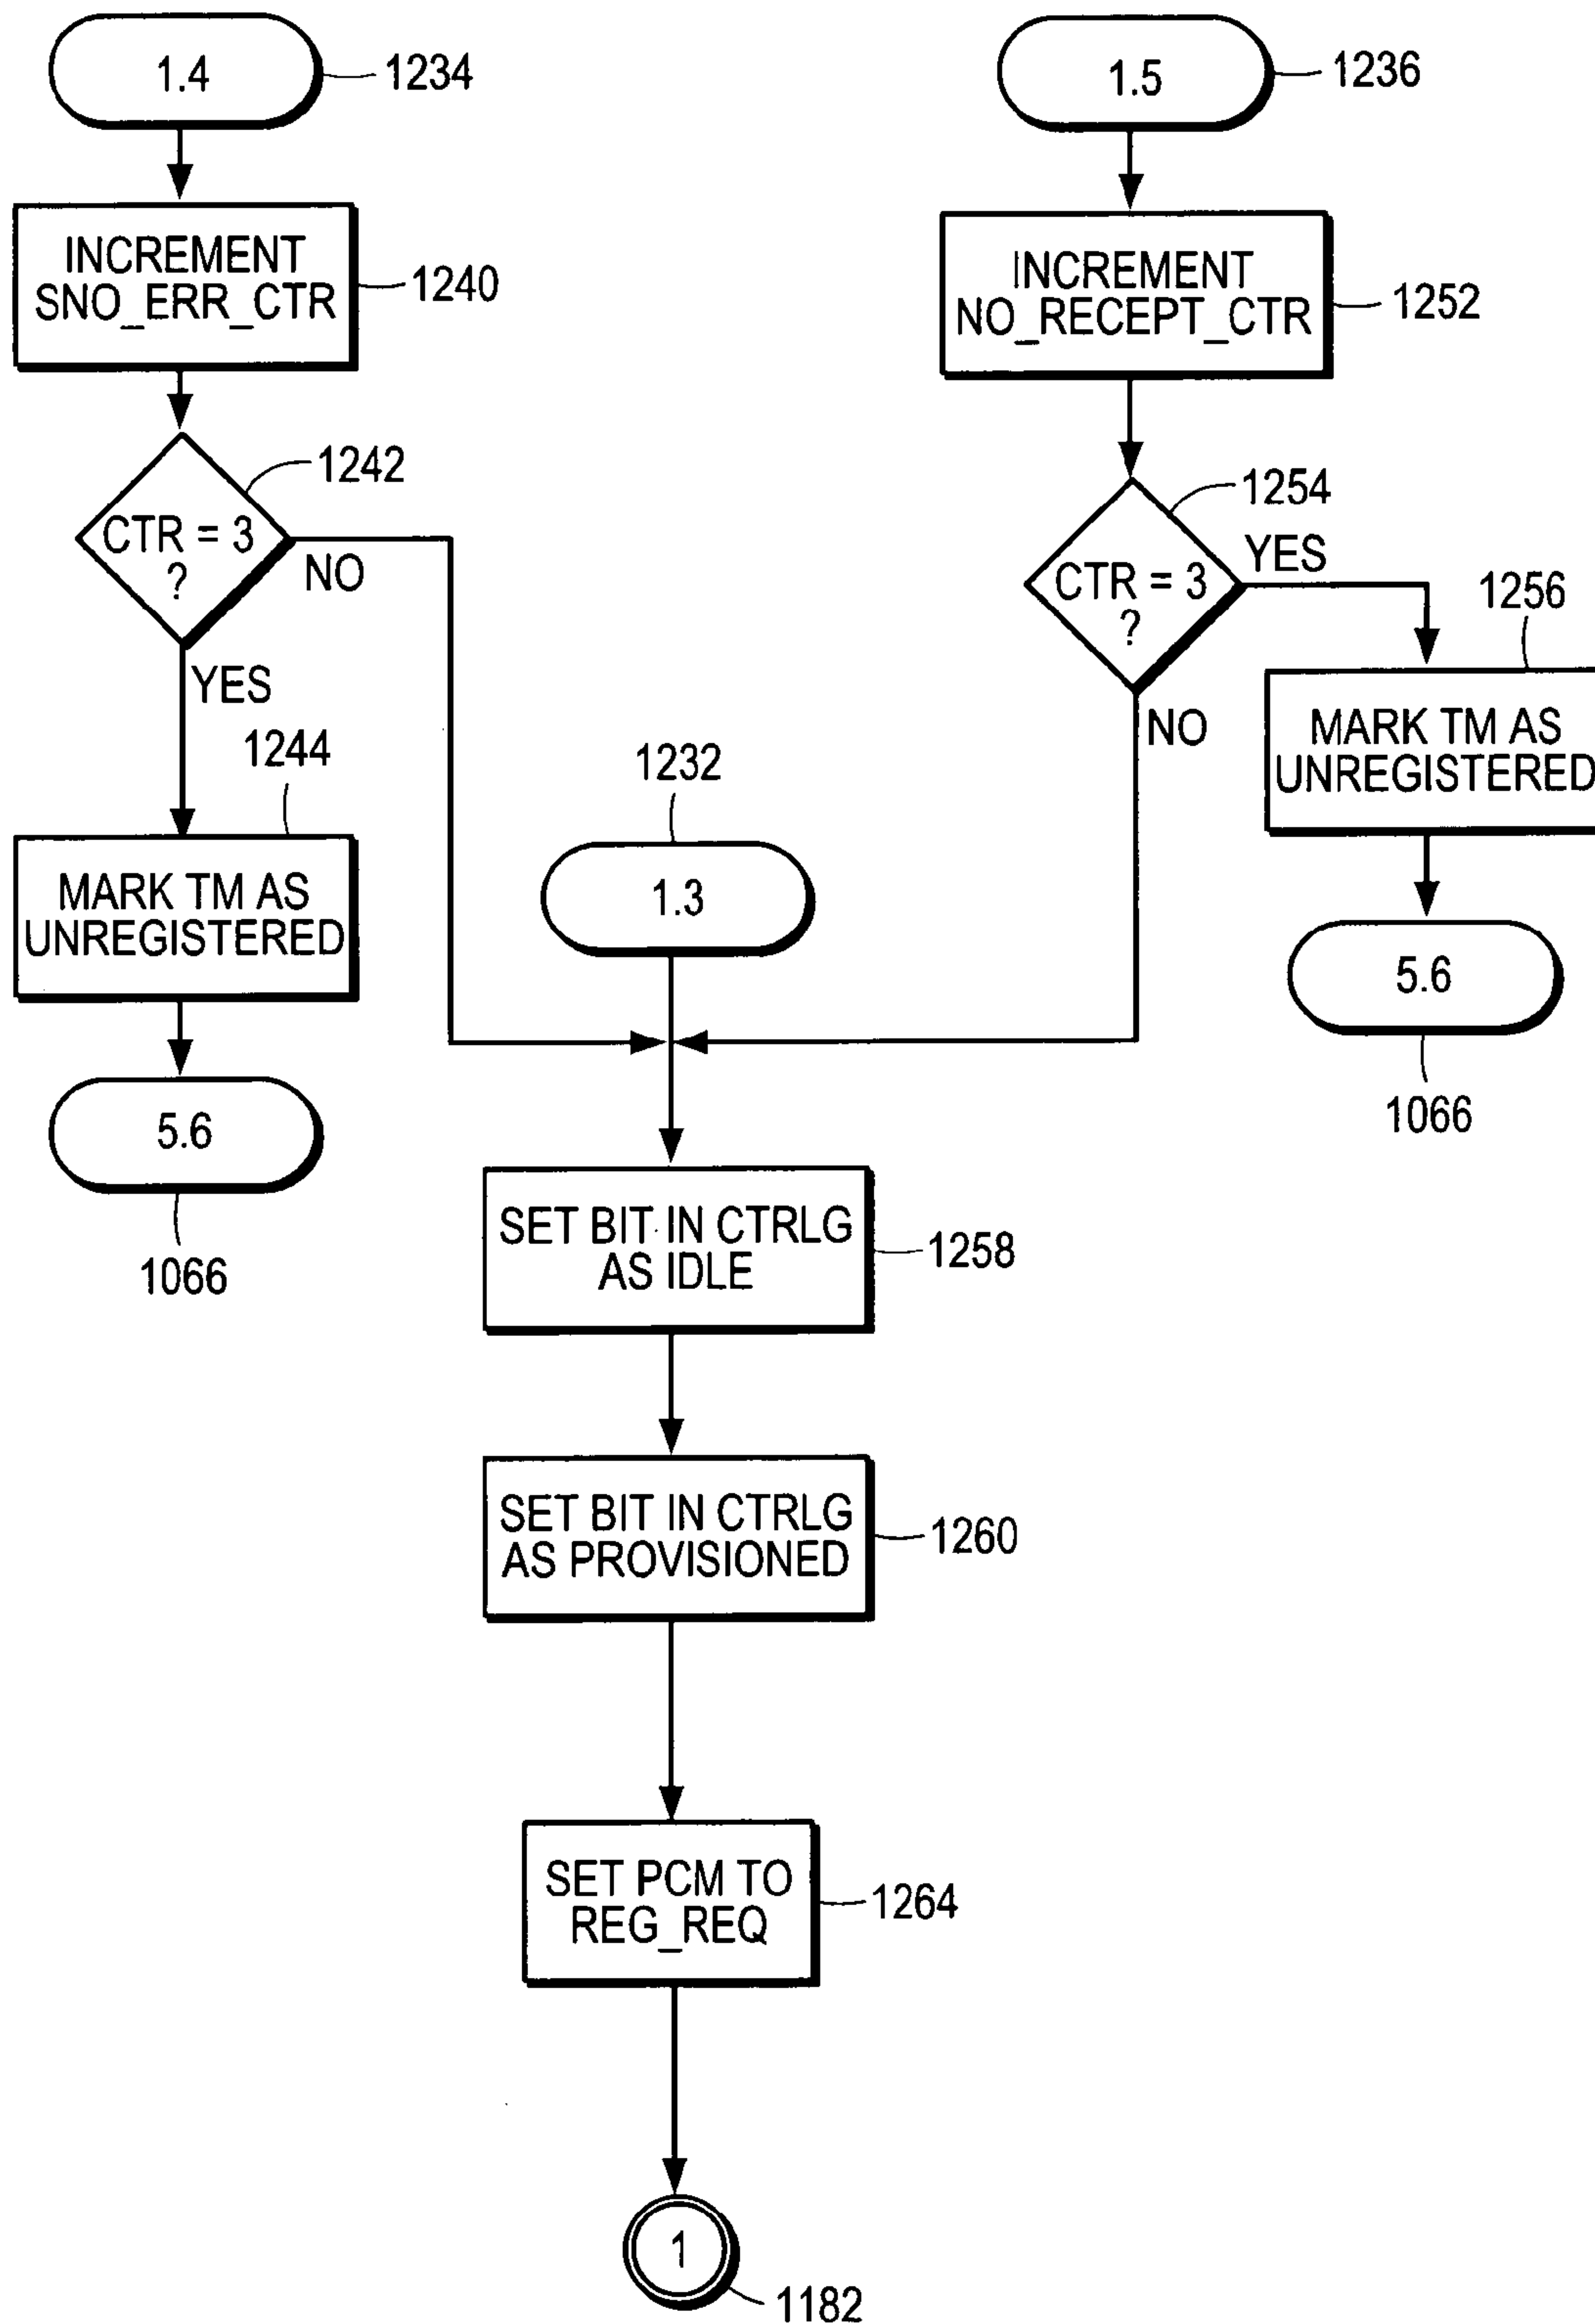 1.4
1234
1.5
1236
INCREMENT
SNO_ERR_CTR
1240
INCREMENT
NO_RECEPT_CTR
1252
1242
CTR = 3
?
NO
YES
1254
CTR = 3
?
YES
NO
1256
MARK TM AS
UNREGISTERED
1244
MARK TM AS
UNREGISTERED
1232
1.3
5.6
1066
5.6
1066
SET BIT IN CTRLG
AS IDLE
1258
SET BIT IN CTRLG
AS PROVISIONED
1260
SET PCM TO
REG_REQ
1264
1
1182